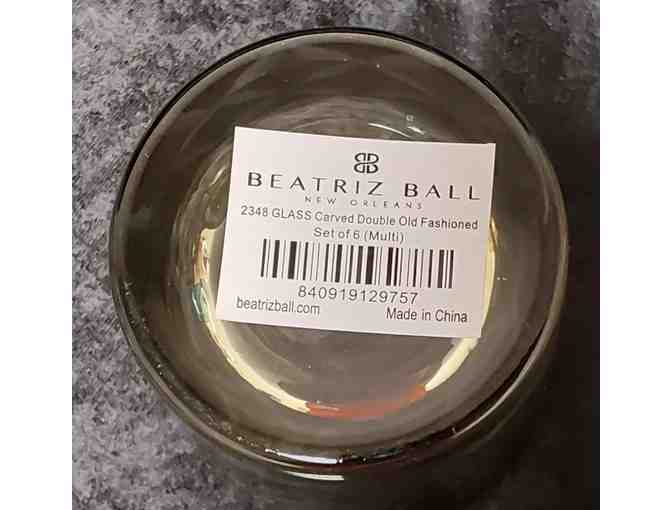 BEATRIZ BALL
NEW ORLEANS
2348 GLASS Carved Double Old Fashioned
Set of 6 (Multi)
840919129757
beatrizball.com Made in China